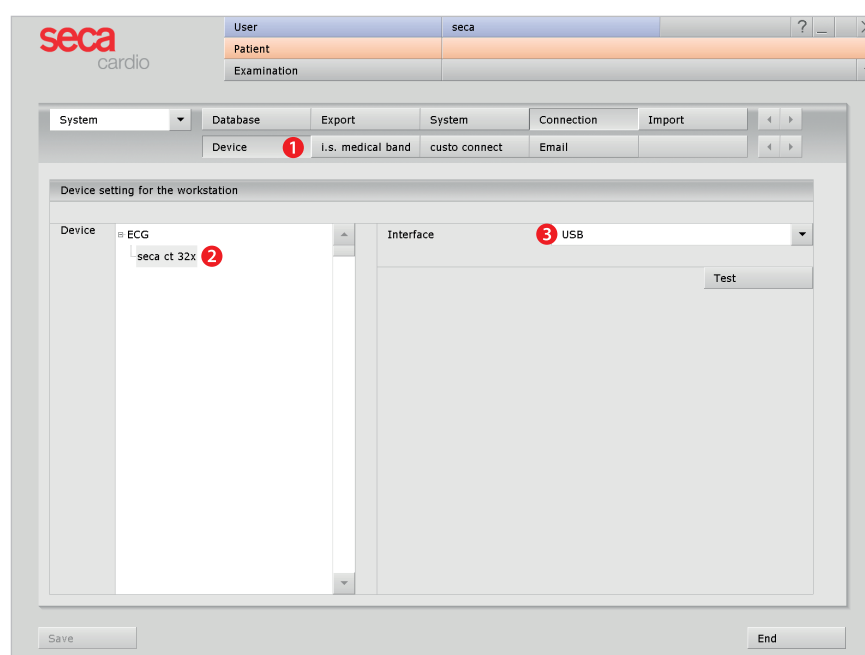 seca
cardio
User seca ? _ X
Patient
Examination
System Database Export System Connection Import
Device 1 i.s. medical band custo connect Email
Device setting for the workstation
Device ECG Interface 3 USB
seca ct 32x 2
Test
Save End